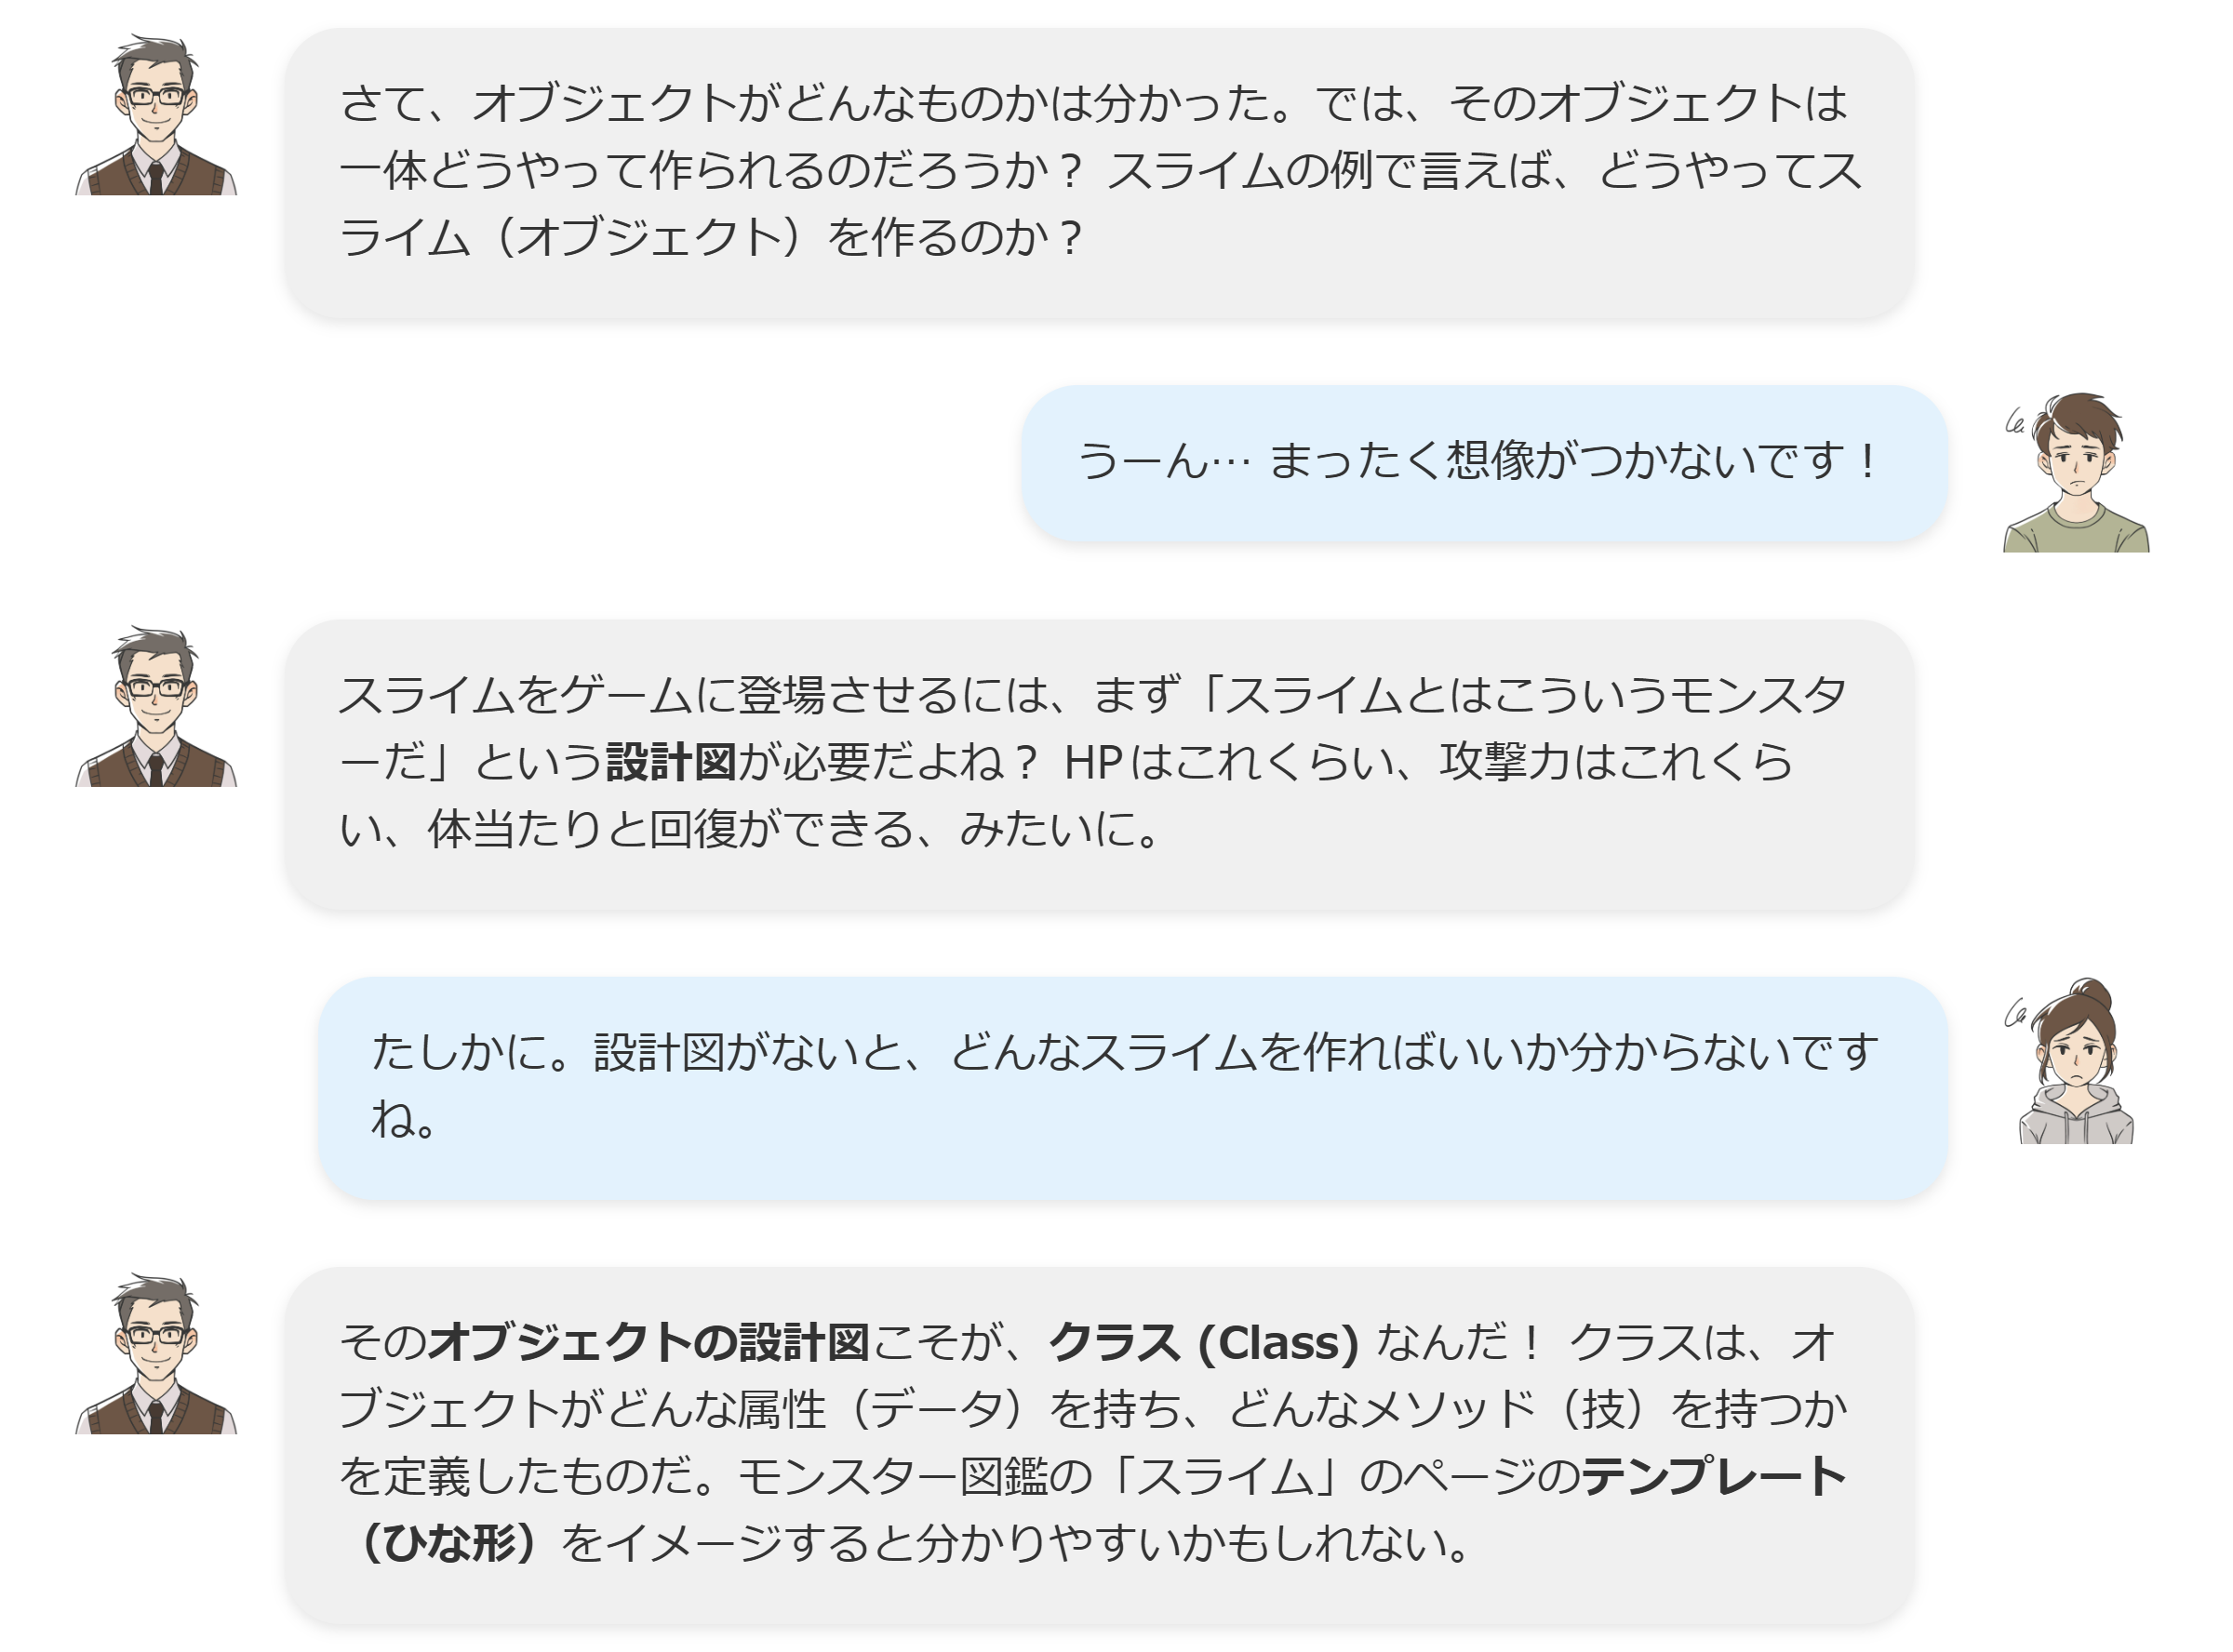 さて、オブジェクトがどんなものかは分かった。では、そのオブジェクトは
一体どうやって作られるのだろうか？ スライムの例で言えば、どうやってス
ライム（オブジェクト）を作るのか？
うーん… まったく想像がつかないです！
スライムをゲームに登場させるには、まず「スライムとはこういうモンスタ
ーだ」という設計図が必要だよね？ HPはこれくらい、攻撃力はこれくら
い、体当たりと回復ができる、みたいに。
たしかに。設計図がないと、どんなスライムを作ればいいか分からないです
ね。
そのオブジェクトの設計図こそが、クラス (Class) なんだ！ クラスは、オ
ブジェクトがどんな属性（データ）を持ち、どんなメソッド（技）を持つか
を定義したものだ。モンスター図鑑の「スライム」のページのテンプレート
（ひな形）をイメージすると分かりやすいかもしれない。